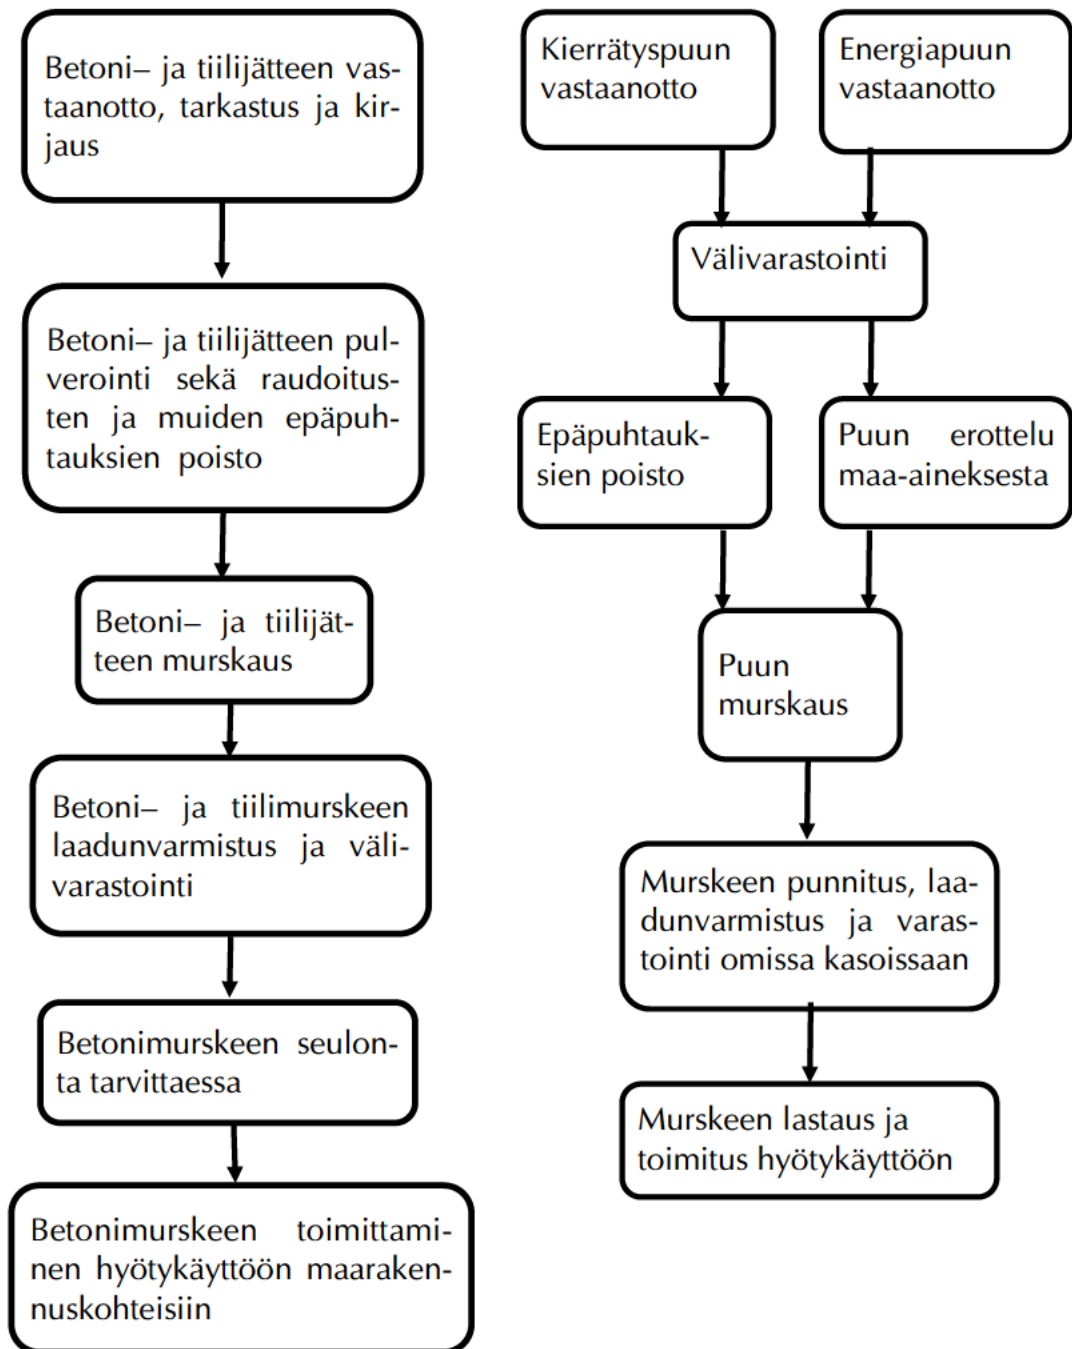 Betoni– ja tiilijätteen vas-
taanotto, tarkastus ja kir-
jaus
Betoni– ja tiilijätteen pul-
verointi sekä raudoitus-
ten ja muiden epäpuh-
tauksien poisto
Betoni– ja tiilijät-
teen murskaus
Betoni– ja tiilimurskeen
laadunvarmistus ja väli-
varastointi
Betonimurskeen seulon-
ta tarvittaessa
Betonimurskeen toimittami-
nen hyötykäyttöön maaraken-
nuskohteisiin
Kierrätyspuun
vastaanotto
Energiapuun
vastaanotto
Välivarastointi
Epäpuhtauk-
sien poisto
Puun erottelu
maa-aineksesta
Puun
murskaus
Murskeen punnitus, laa-
dunvarmistus ja varas-
tointi omissa kasoissaan
Murskeen lastaus ja
toimitus hyötykäyttöön